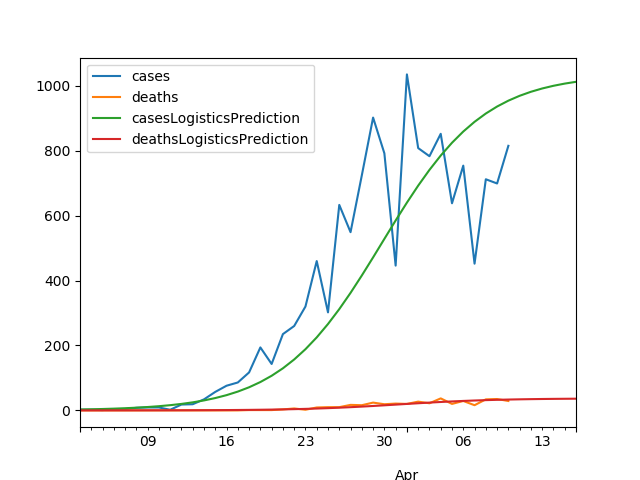 cases
deaths
casesLogisticsPrediction
deathsLogisticsPrediction
1000
800
600
400
200
0
09 16 23 30 06 13
Apr